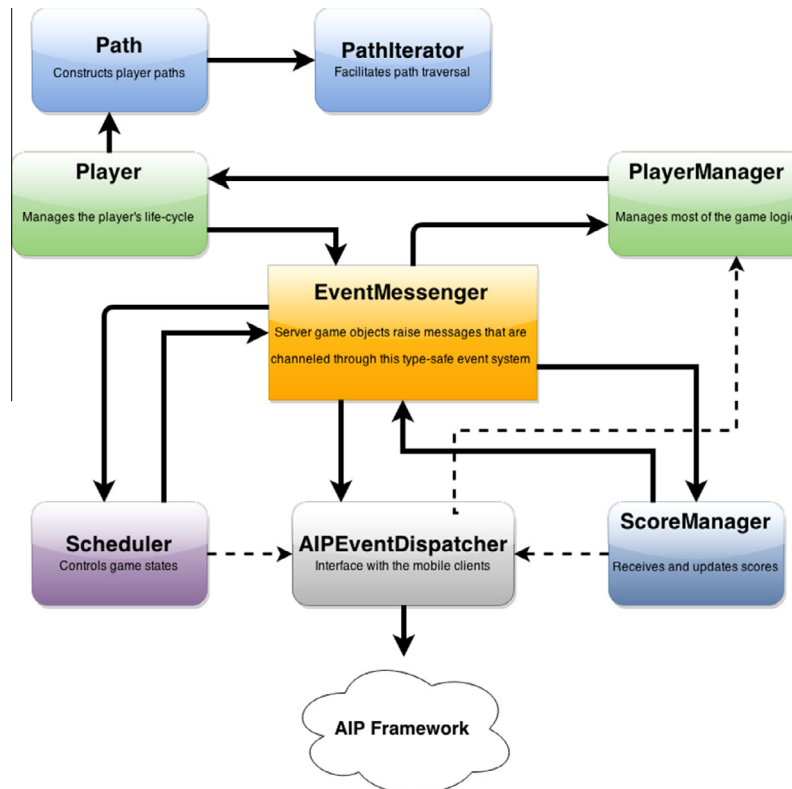 Path
Constructs player paths
PathIterator
Facilitates path traversal
Player
Manages the player's life-cycle
PlayerManager
Manages most of the game logic
EventMessenger
Server game objects raise messages that are
channeled through this type-safe event system
Scheduler
Controls game states
AIPEventDispatcher
Interface with the mobile clients
ScoreManager
Receives and updates scores
AIP Framework